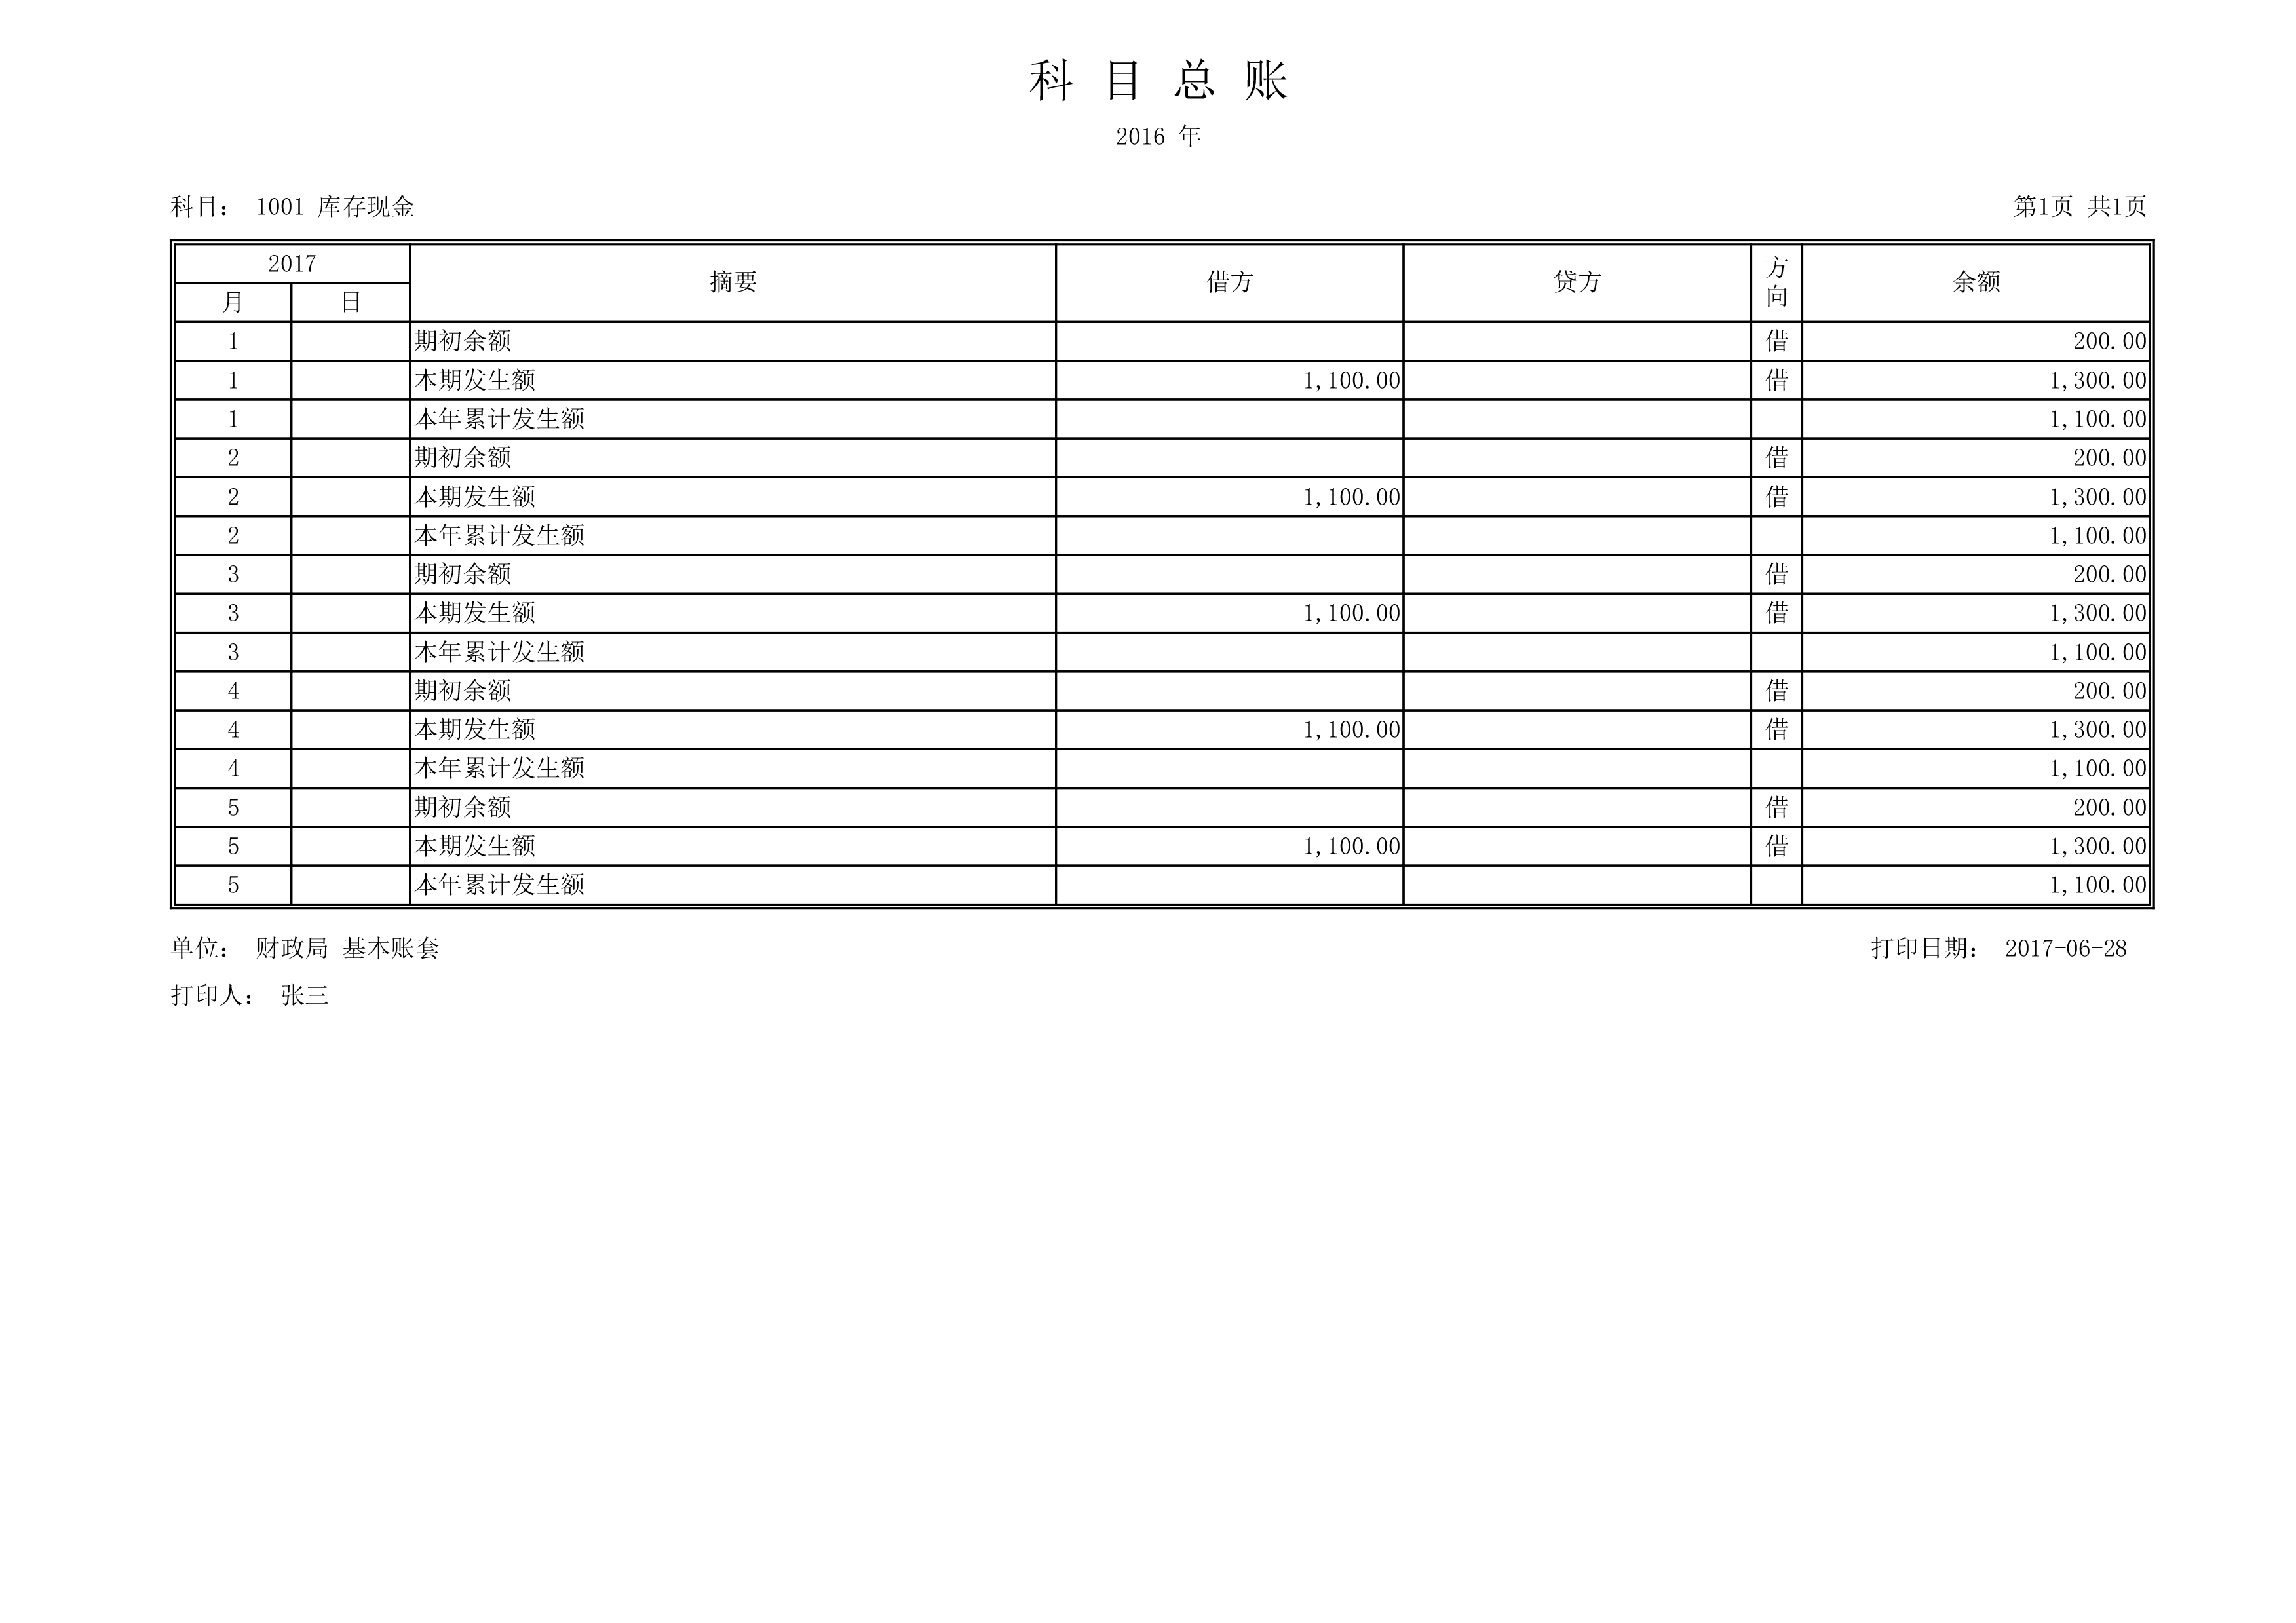 科 目 总 账
2016 年
科目： 1001 库存现金 第1页 共1页
2017 摘要 借方 贷方 方向 余额
月 日
1 期初余额 借 200.00
1 本期发生额 1,100.00 借 1,300.00
1 本年累计发生额 1,100.00
2 期初余额 借 200.00
2 本期发生额 1,100.00 借 1,300.00
2 本年累计发生额 1,100.00
3 期初余额 借 200.00
3 本期发生额 1,100.00 借 1,300.00
3 本年累计发生额 1,100.00
4 期初余额 借 200.00
4 本期发生额 1,100.00 借 1,300.00
4 本年累计发生额 1,100.00
5 期初余额 借 200.00
5 本期发生额 1,100.00 借 1,300.00
5 本年累计发生额 1,100.00
单位： 财政局 基本账套 打印日期： 2017-06-28
打印人： 张三